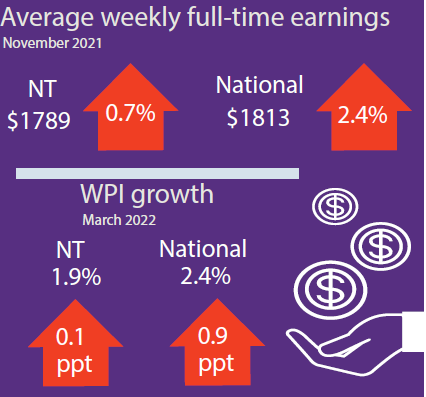 Average weekly full-time earnings
November 2021
NT
$1789
0.7%
National
$1813
2.4%
WPI growth
March 2022
NT
1.9%
National
2.4%
0.1
ppt
0.9
ppt
$
$
$